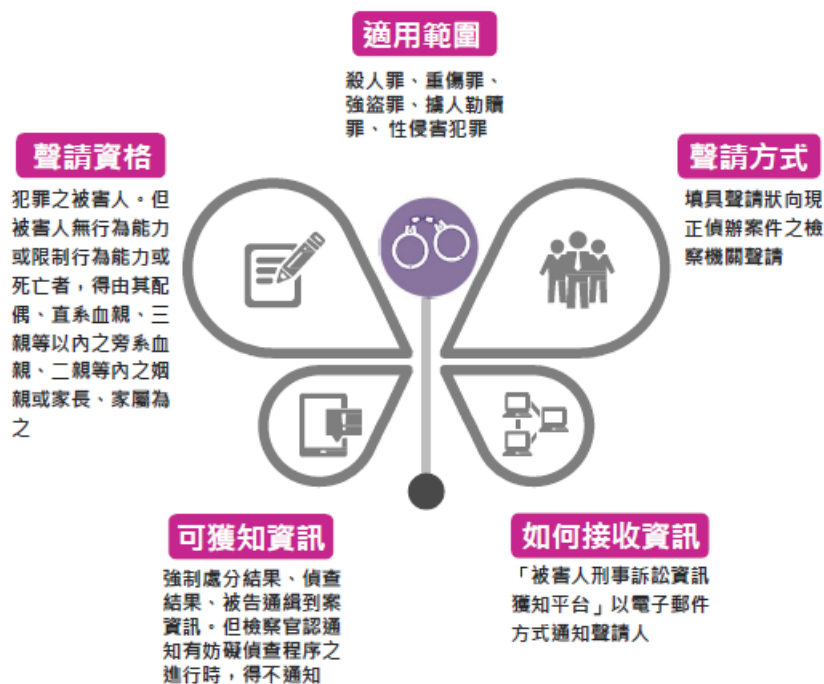 適用範圍
殺人罪、重傷罪、
強盜罪、擄人勒贖
罪、性侵害犯罪
聲請資格
犯罪之被害人。但
被害人無行為能力
或限制行為能力或
死亡者，得由其配
偶、直系血親、三
親等以內之旁系血
親、二親等內之姻
親或家長、家屬為
之
聲請方式
填具聲請狀向現
正偵辦案件之檢
察機關聲請
可獲知資訊
強制處分結果、偵查
結果、被告通緝到案
資訊。但檢察官認通
知有妨礙偵查程序之
進行時，得不通知
如何接收資訊
「被害人刑事訴訟資訊
獲知平台」以電子郵件
方式通知聲請人